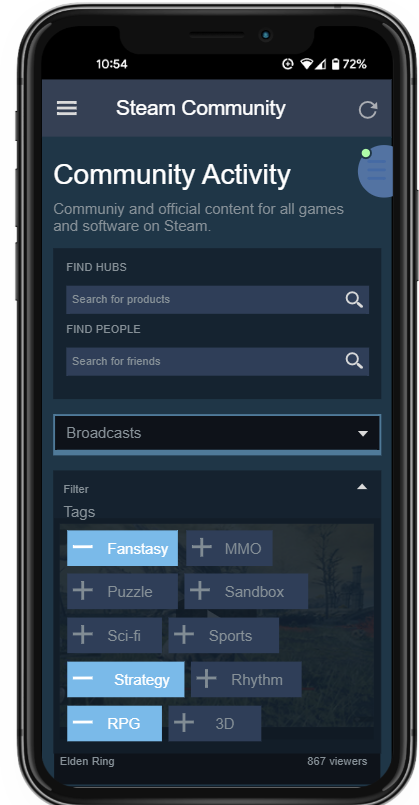 10:54 72%
Steam Community
Community Activity
Communiy and official content for all games
and software on Steam.
FIND HUBS
Search for products
FIND PEOPLE
Search for friends
Broadcasts
Filter
Tags
Fanstasy MMO
Puzzle Sandbox
Sci-fi Sports
Strategy Rhythm
RPG 3D
Elden Ring 867 viewers